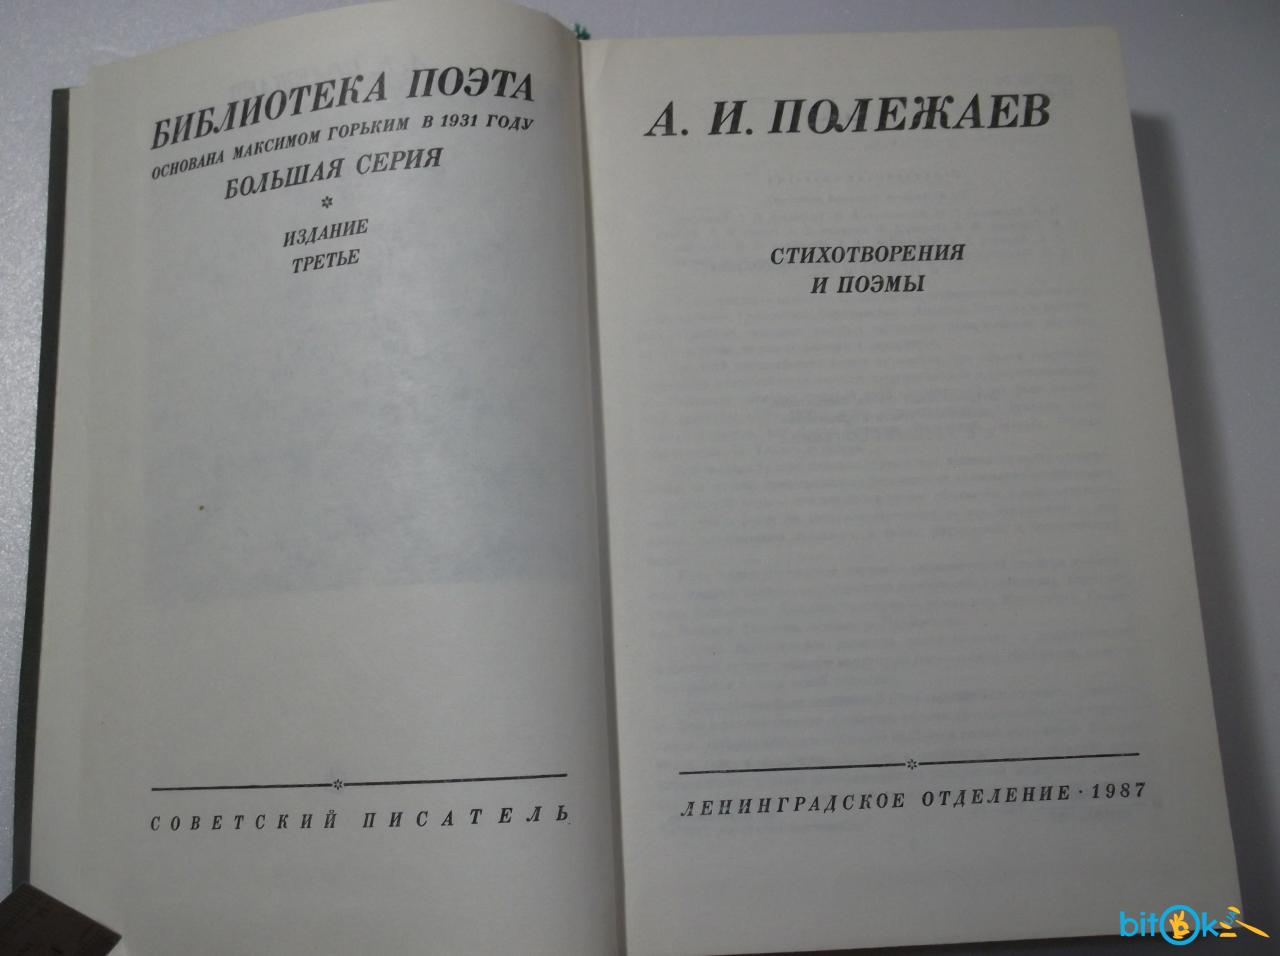 БИБЛИОТЕКА ПОЭТА
ОСНОВАНА МАКСИМОМ ГОРЬКИМ В 1931 ГОДУ
БОЛЬШАЯ СЕРИЯ
ИЗДАНИЕ
ТРЕТЬЕ
СОВЕТСКИЙ ПИСАТЕЛЬ
А. И. ПОЛЕЖАЕВ
СТИХОТВОРЕНИЯ
И ПОЭМЫ
ЛЕНИНГРАДСКОЕ ОТДЕЛЕНИЕ · 1987
bitOk